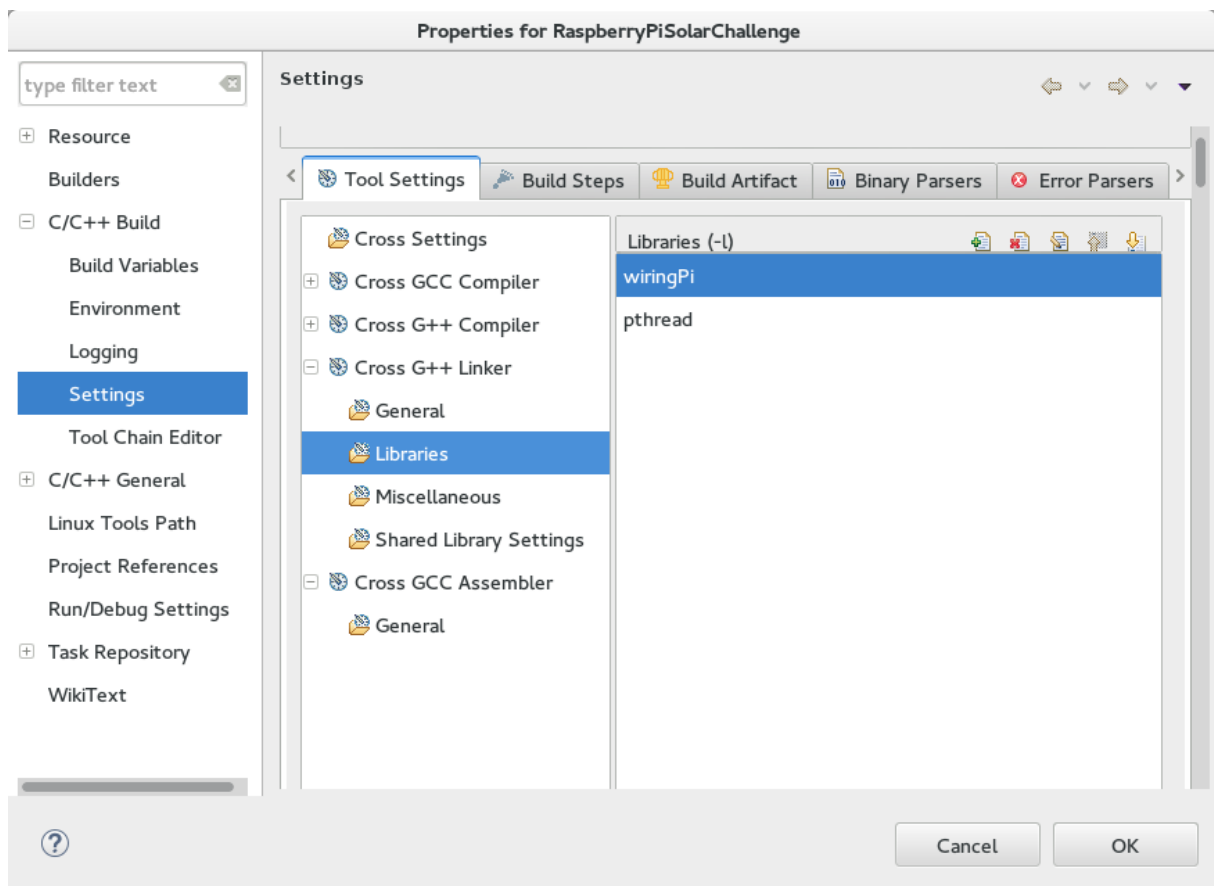 Properties for RaspberryPiSolarChallenge
type filter text
Resource
Builders
C/C++ Build
Build Variables
Environment
Logging
Settings
Tool Chain Editor
C/C++ General
Linux Tools Path
Project References
Run/Debug Settings
Task Repository
WikiText
Settings
Tool Settings
Build Steps
Build Artifact
Binary Parsers
Error Parsers
Cross Settings
Cross GCC Compiler
Cross G++ Compiler
Cross G++ Linker
General
Libraries
Miscellaneous
Shared Library Settings
Cross GCC Assembler
General
Libraries (-l)
wiringPi
pthread
Cancel
OK